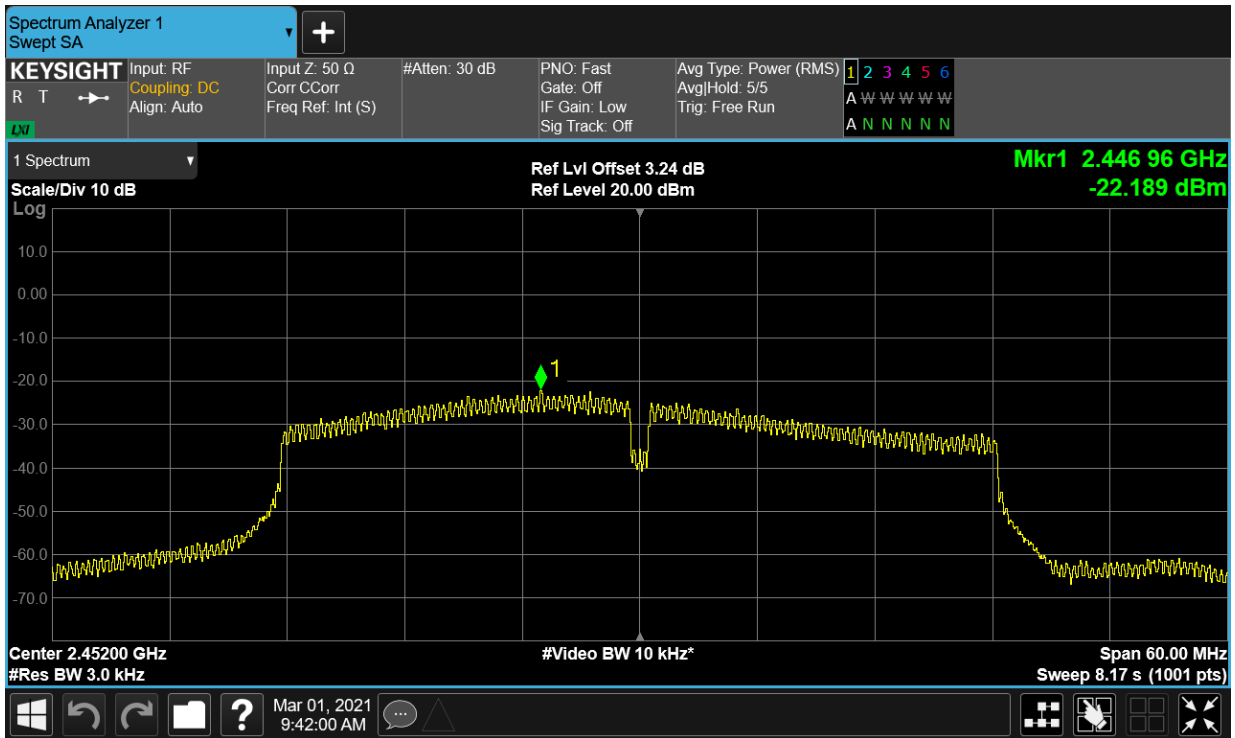 Spectrum Analyzer 1
Swept SA
▼
+
KEYSIGHT
R T
LXI
Input: RF
Coupling: DC
Align: Auto
Input Z: 50 Ω
Corr CCorr
Freq Ref: Int (S)
#Atten: 30 dB
PNO: Fast
Gate: Off
IF Gain: Low
Sig Track: Off
Avg Type: Power (RMS)
Avg|Hold: 5/5
Trig: Free Run
1 2 3 4 5 6
A W W W W W
A N N N N N
1 Spectrum ▼
Scale/Div 10 dB
Log
Ref Lvl Offset 3.24 dB
Ref Level 20.00 dBm
Mkr1 2.446 96 GHz
-22.189 dBm
10.0
0.00
-10.0
-20.0
-30.0
-40.0
-50.0
-60.0
-70.0
1
Center 2.45200 GHz
#Res BW 3.0 kHz
#Video BW 10 kHz*
Span 60.00 MHz
Sweep 8.17 s (1001 pts)
?
Mar 01, 2021
9:42:00 AM